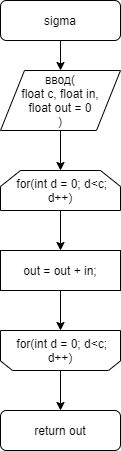 sigma
ввод(
float c, float in,
float out = 0
)
for(int d = 0; d<c;
d++)
out = out + in;
for(int d = 0; d<c;
d++)
return out